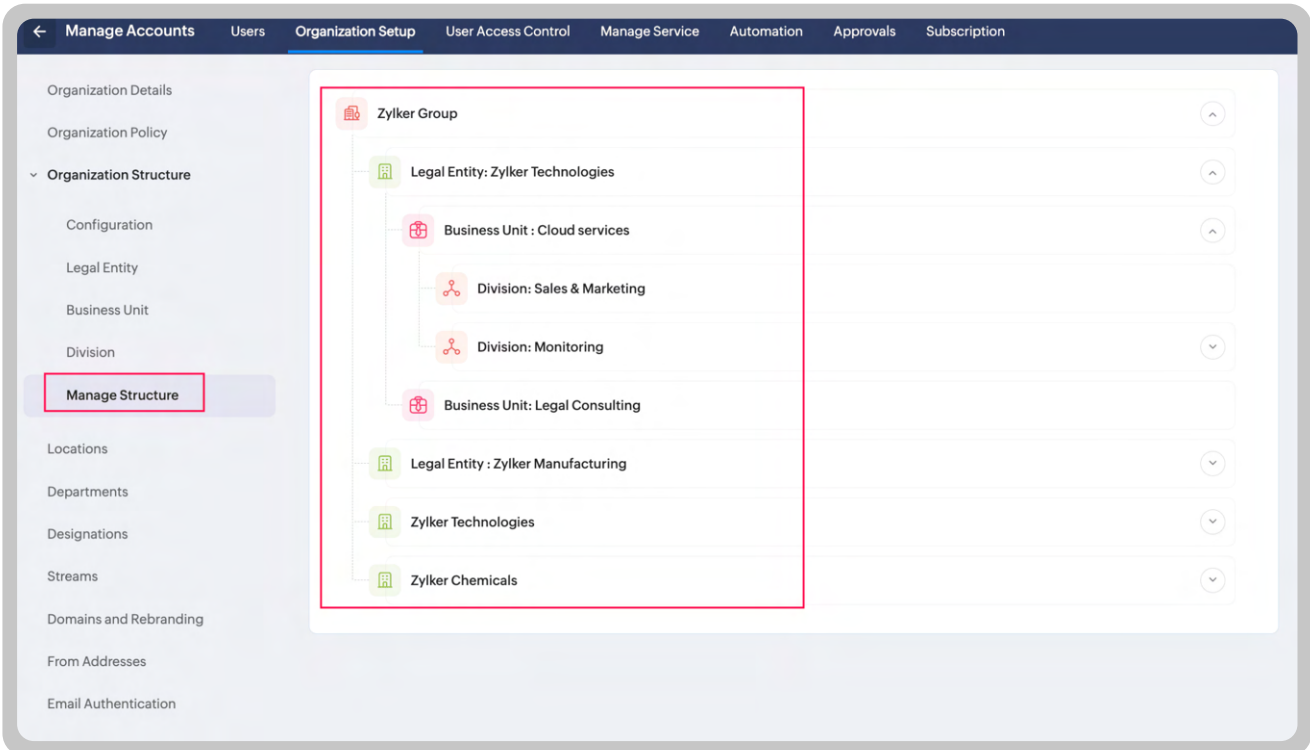 Manage Accounts Users Organization Setup User Access Control Manage Service Automation Approvals Subscription
Organization Details
Organization Policy
Organization Structure
Configuration
Legal Entity
Business Unit
Division
Manage Structure
Locations
Departments
Designations
Streams
Domains and Rebranding
From Addresses
Email Authentication
Zylker Group
Legal Entity: Zylker Technologies
Business Unit : Cloud services
Division: Sales & Marketing
Division: Monitoring
Business Unit: Legal Consulting
Legal Entity : Zylker Manufacturing
Zylker Technologies
Zylker Chemicals